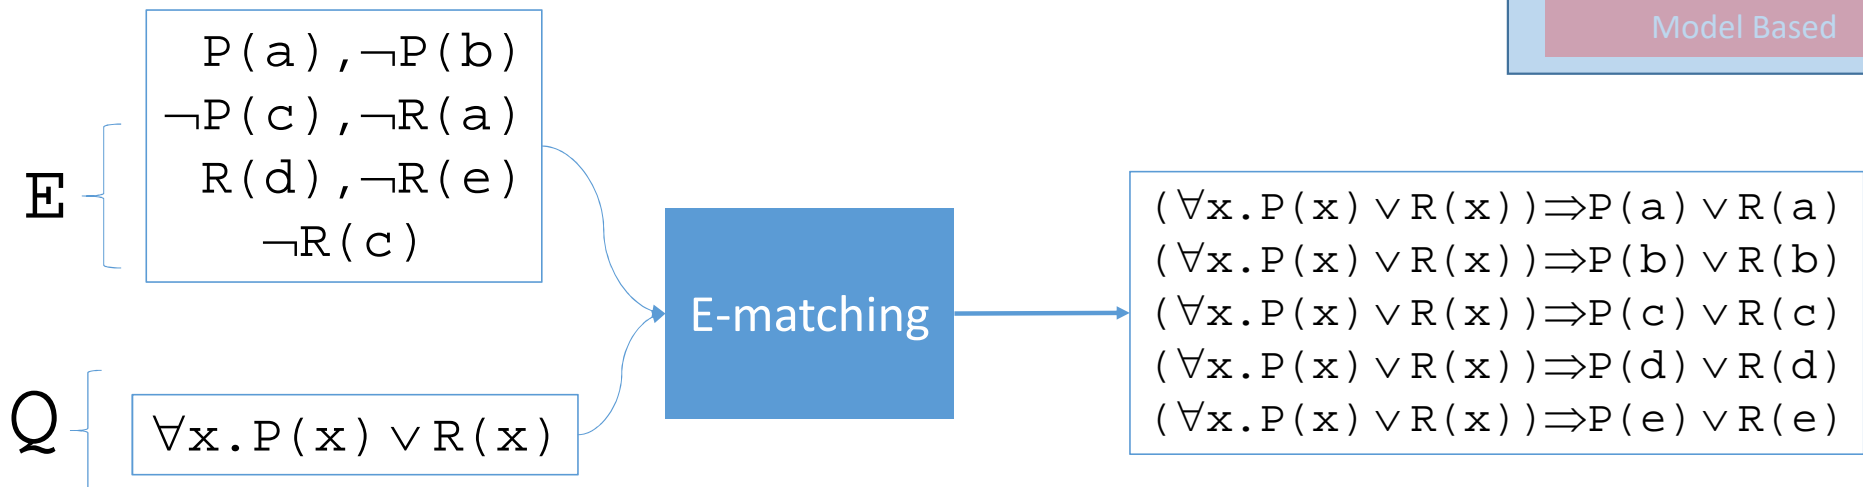 Model Based
P(a),¬P(b)
¬P(c),¬R(a)
R(d),¬R(e)
¬R(c)
E
Q
∀x.P(x)∨R(x)
E-matching
(∀x.P(x)∨R(x))⇒P(a)∨R(a)
(∀x.P(x)∨R(x))⇒P(b)∨R(b)
(∀x.P(x)∨R(x))⇒P(c)∨R(c)
(∀x.P(x)∨R(x))⇒P(d)∨R(d)
(∀x.P(x)∨R(x))⇒P(e)∨R(e)